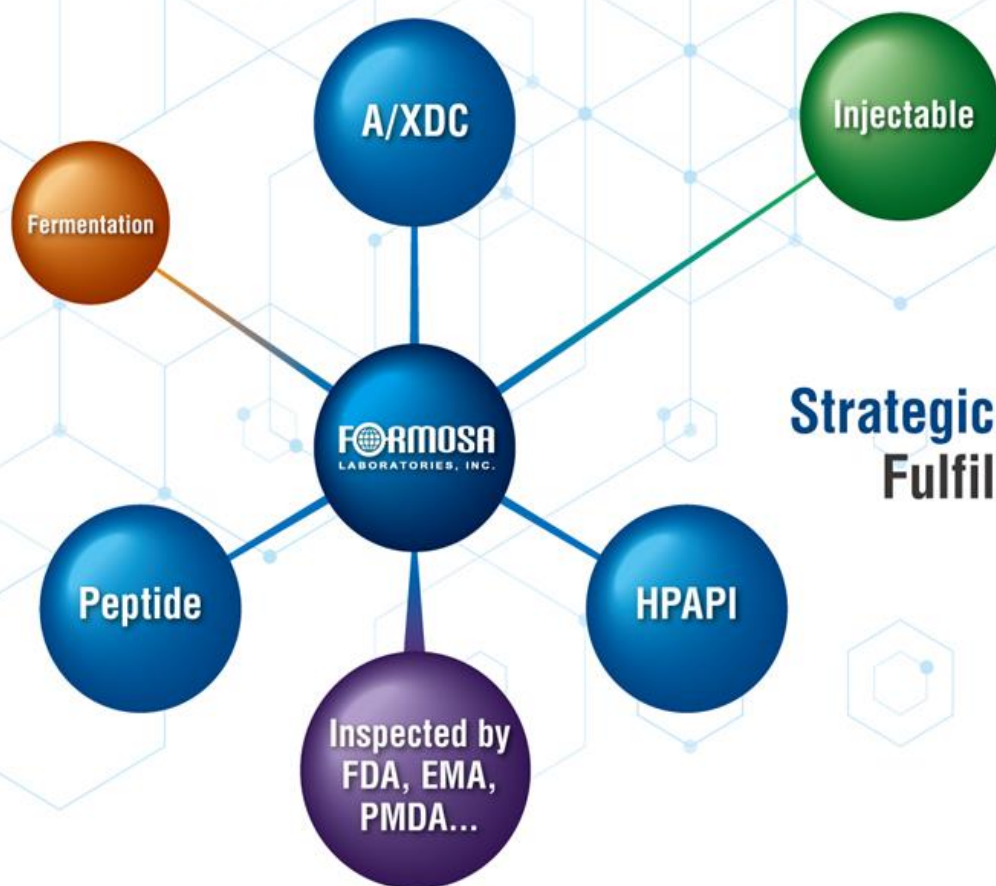 A/XDC
Injectable
Fermentation
FORMOSA
LABORATORIES, INC.
Strategic
Fulfil
Peptide
HPAPI
Inspected by
FDA, EMA,
PMDA...